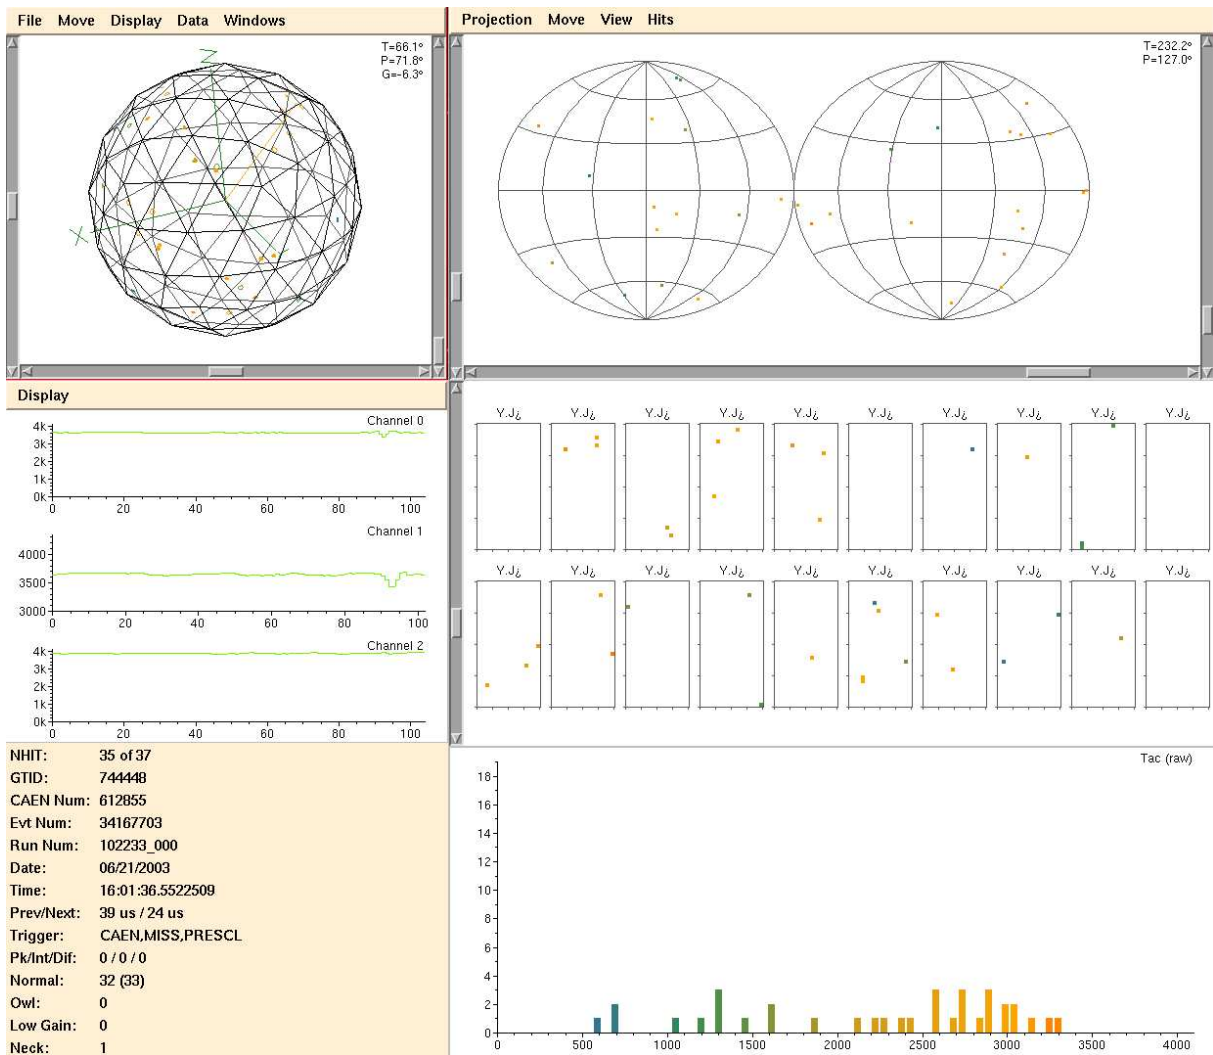 File Move Display Data Windows
T=66.1°
P=71.8°
G=-6.3°
Z
X
Projection Move View Hits
T=232.2°
P=127.0°
Display
Channel 0
4k
3k
2k
1k
0k
0 20 40 60 80 100
Channel 1
4000
3500
3000
0 20 40 60 80 100
Channel 2
4k
3k
2k
1k
0k
0 20 40 60 80 100
Y.J¿ Y.J¿ Y.J¿ Y.J¿ Y.J¿ Y.J¿ Y.J¿ Y.J¿ Y.J¿ Y.J¿
Y.J¿ Y.J¿ Y.J¿ Y.J¿ Y.J¿ Y.J¿ Y.J¿ Y.J¿ Y.J¿ Y.J¿
NHIT: 35 of 37
GTID: 744448
CAEN Num: 612855
Evt Num: 34167703
Run Num: 102233_000
Date: 06/21/2003
Time: 16:01:36.5522509
Prev/Next: 39 us / 24 us
Trigger: CAEN,MISS,PRESCL
Pk/Int/Dif: 0 / 0 / 0
Normal: 32 (33)
Owl: 0
Low Gain: 0
Neck: 1
Tac (raw)
18
16
14
12
10
8
6
4
2
0
0 500 1000 1500 2000 2500 3000 3500 4000